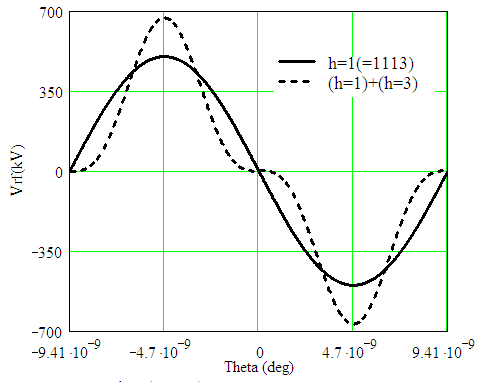 700
h=1(=1113)
(h=1)+(h=3)
350
Vrf(kV)
0
−350
−700
−9.41·10⁻⁹ −4.7·10⁻⁹ 0 4.7·10⁻⁹ 9.41·10⁻⁹
Theta (deg)